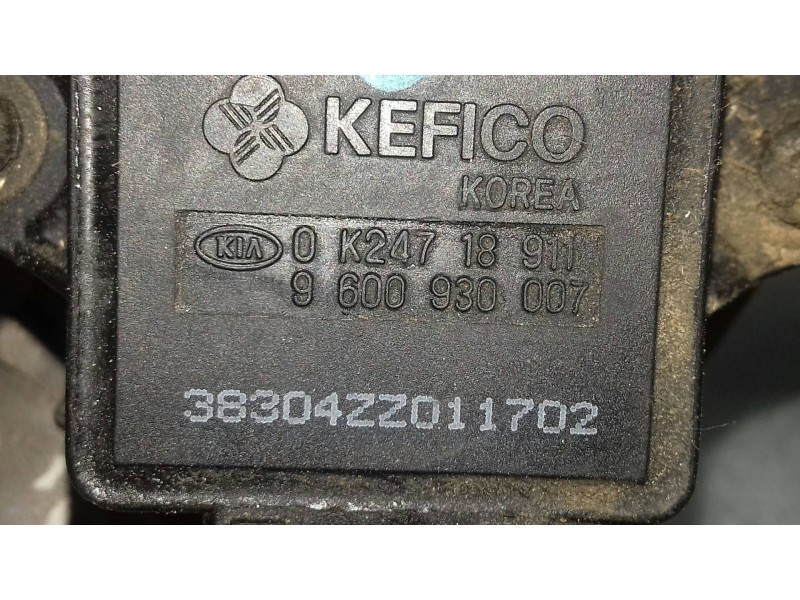 KEFICO
KOREA
KIA 0 K247 18 911
9 600 930 007
38304ZZ011702